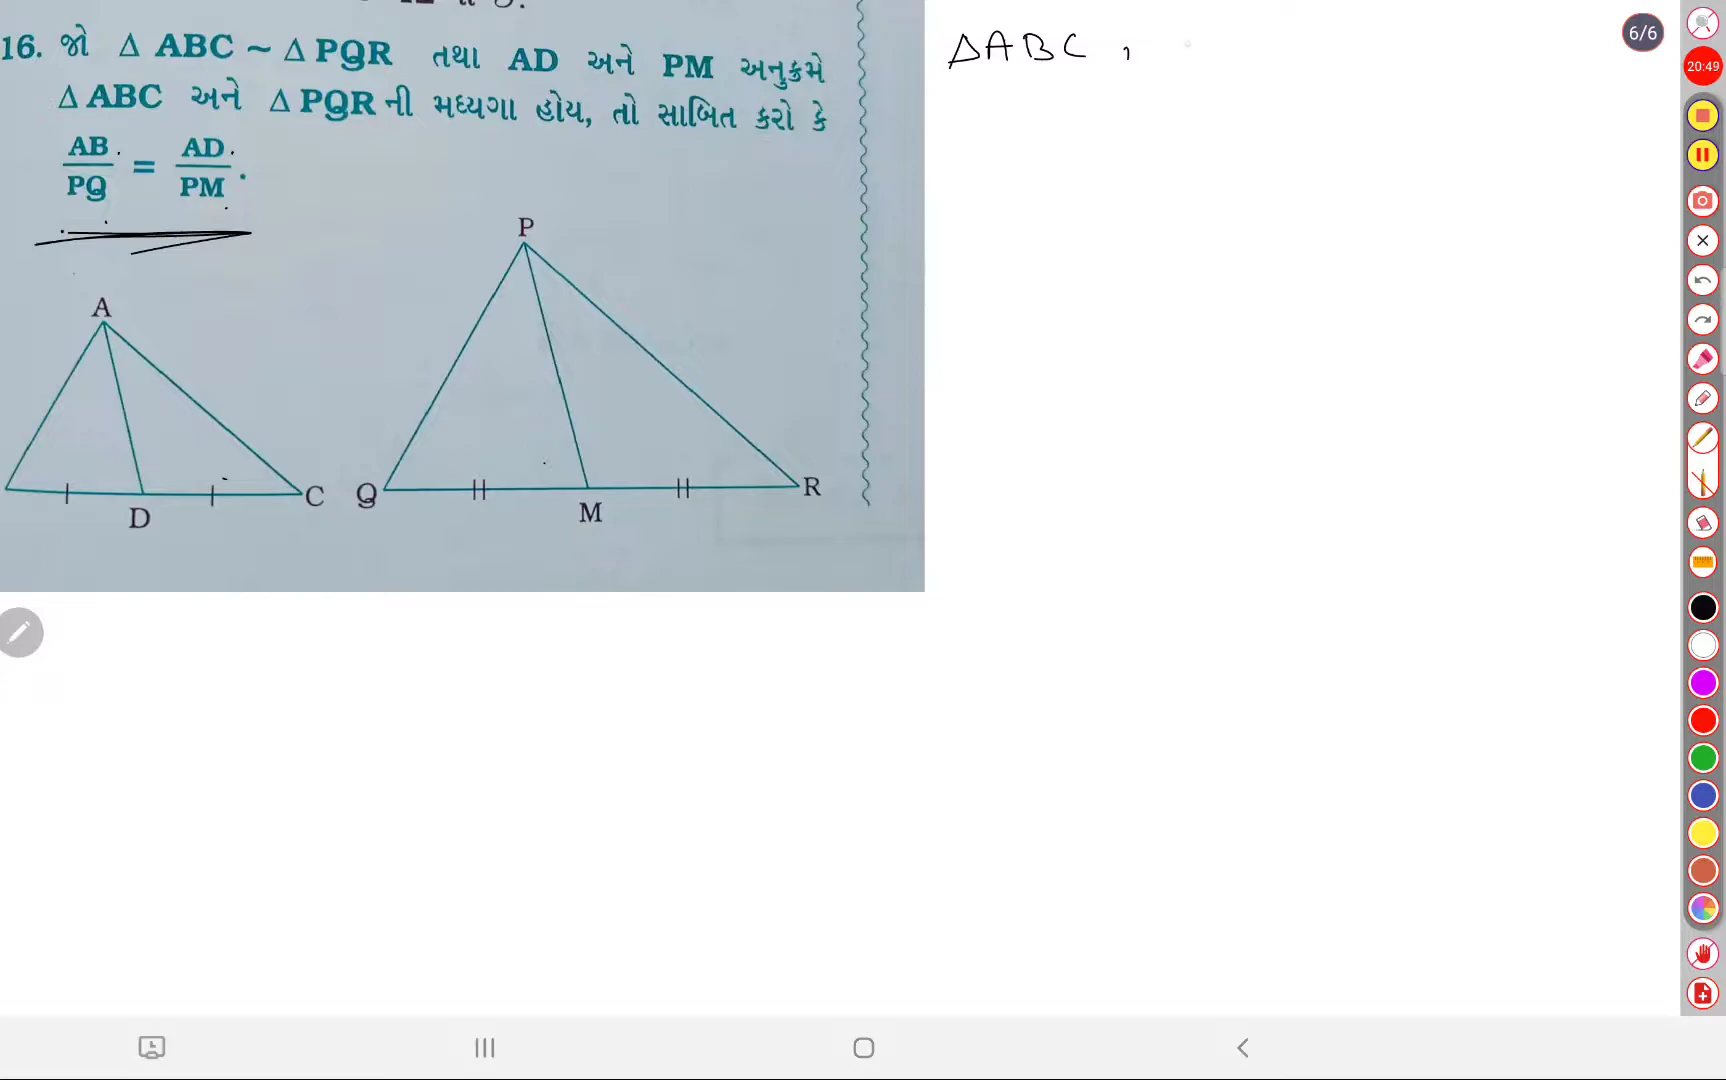 16. જો Δ ABC ~ Δ PQR તથા AD અને PM અનુક્રમે
Δ ABC અને Δ PQR ની મધ્યગા હોય, તો સાબિત કરો કે
AB/PQ = AD/PM.
P
A
C
Q
R
D
M
ΔABC ,
6/6
20:49